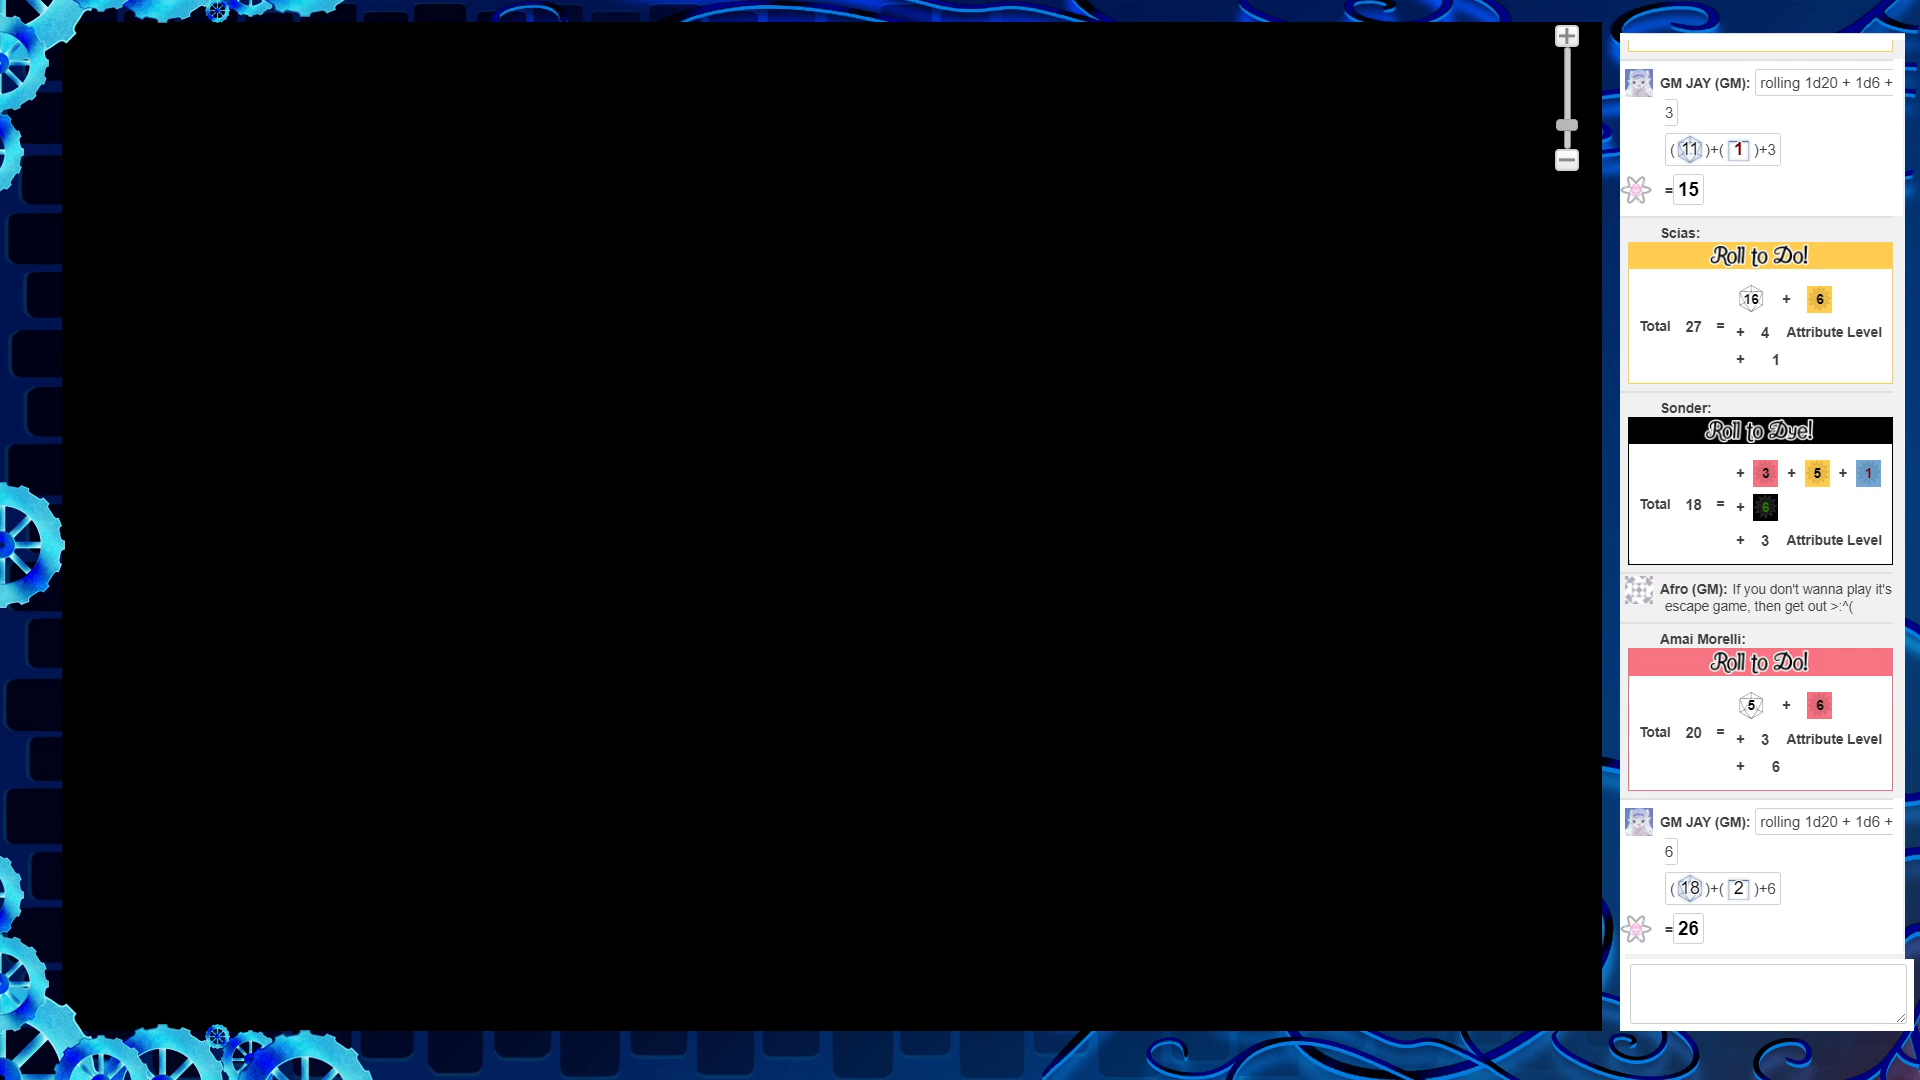 GM JAY (GM): rolling 1d20 + 1d6 +
3
(11)+(1)+3
=15
Scias:
Roll to Do!
16 + 6
Total 27 = + 4 Attribute Level
+ 1
Sonder:
Roll to Dye!
+ 3 + 5 + 1
Total 18 = + 6
+ 3 Attribute Level
Afro (GM): If you don't wanna play it's
escape game, then get out >:^(
Amai Morelli:
Roll to Do!
5 + 6
Total 20 = + 3 Attribute Level
+ 6
GM JAY (GM): rolling 1d20 + 1d6 +
6
(18)+(2)+6
=26